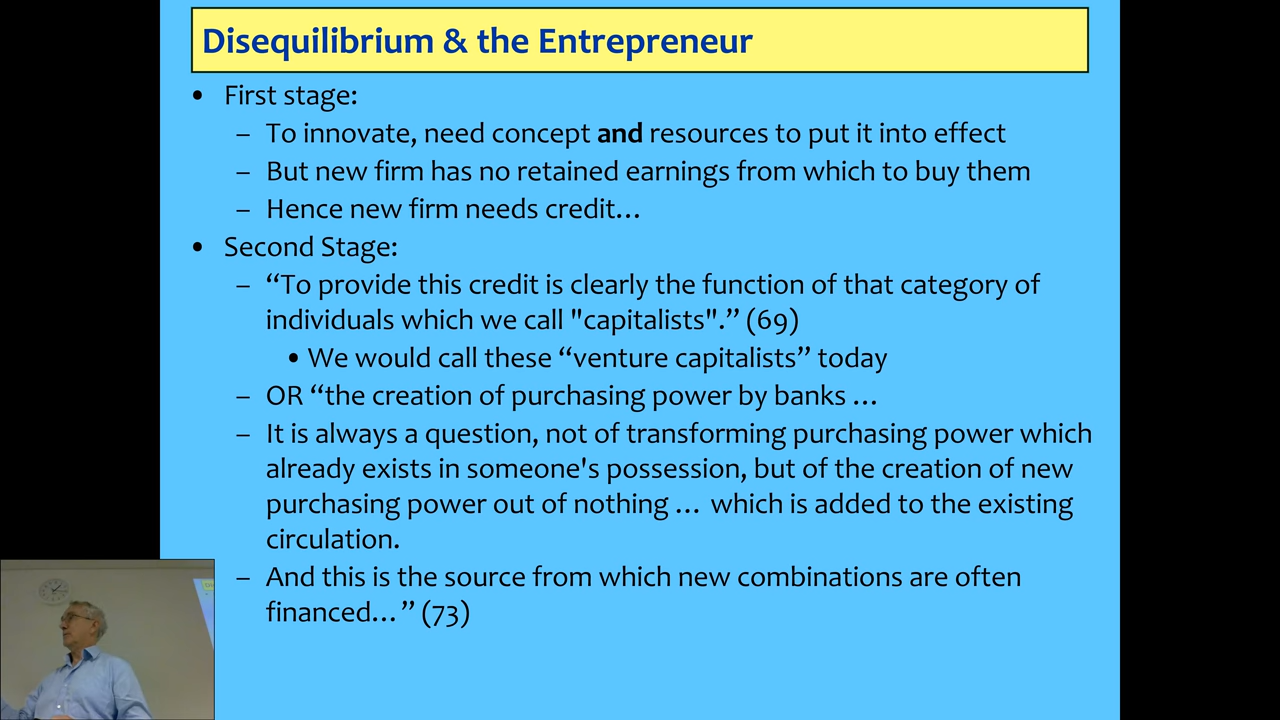 Disequilibrium & the Entrepreneur
• First stage:
– To innovate, need concept and resources to put it into effect
– But new firm has no retained earnings from which to buy them
– Hence new firm needs credit…
• Second Stage:
– “To provide this credit is clearly the function of that category of
individuals which we call "capitalists".” (69)
• We would call these “venture capitalists” today
– OR “the creation of purchasing power by banks …
– It is always a question, not of transforming purchasing power which
already exists in someone's possession, but of the creation of new
purchasing power out of nothing … which is added to the existing
circulation.
– And this is the source from which new combinations are often
financed…” (73)